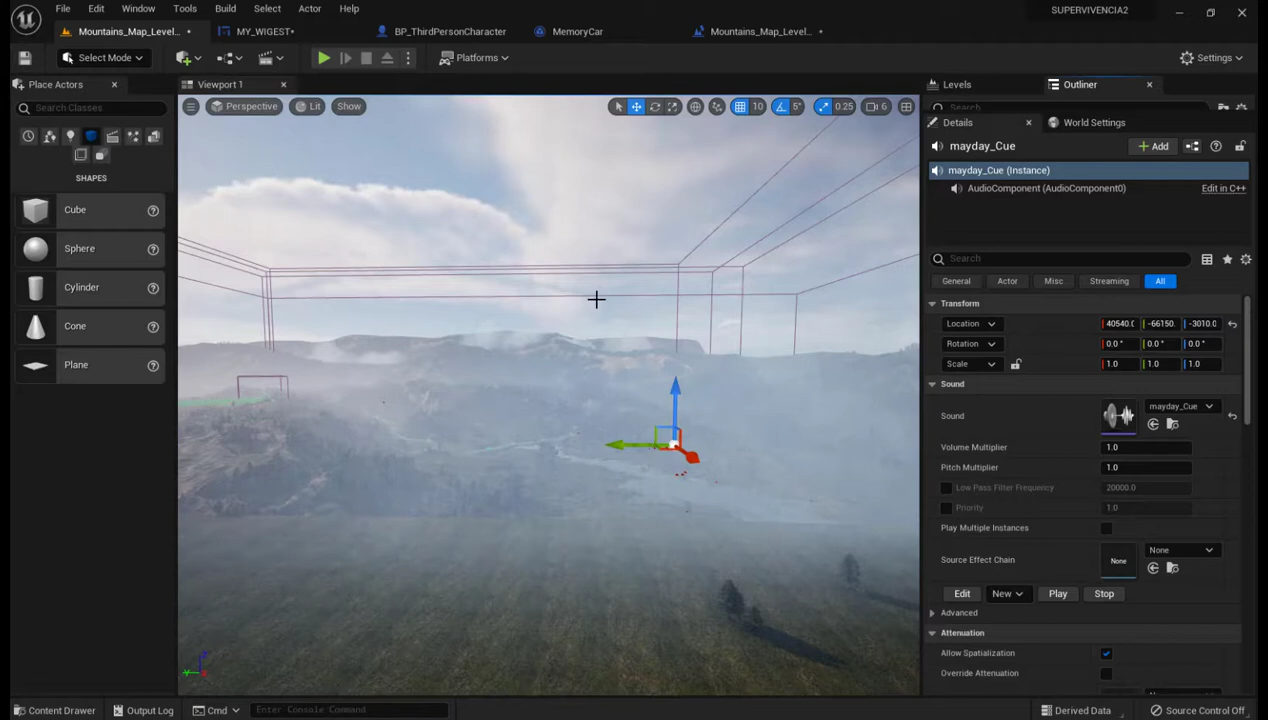 File Edit Window Tools Build Select Actor Help
SUPERVIVENCIA2
Mountains_Map_Level... •
MY_WIGEST*
BP_ThirdPersonCharacter
MemoryCar
Mountains_Map_Level... •
Select Mode
Platforms
Settings
Place Actors
Viewport 1
Levels
Outliner
Search Classes
Perspective
Lit
Show
10
5°
0.25
6
Search
Details
World Settings
mayday_Cue
+ Add
mayday_Cue (Instance)
AudioComponent (AudioComponent0)
Edit in C++
SHAPES
Cube
Sphere
Cylinder
Cone
Plane
Search
General
Actor
Misc
Streaming
All
Transform
Location 40540.( -66150. -3010.0
Rotation 0.0 ° 0.0 ° 0.0 °
Scale 1.0 1.0 1.0
Sound
Sound
mayday_Cue
Volume Multiplier 1.0
Pitch Multiplier 1.0
Low Pass Filter Frequency 20000.0
Priority 1.0
Play Multiple Instances
Source Effect Chain
None
None
Edit
New
Play
Stop
Advanced
Attenuation
Allow Spatialization
Override Attenuation
Content Drawer
Output Log
Cmd
Enter Console Command
Derived Data
Source Control Off